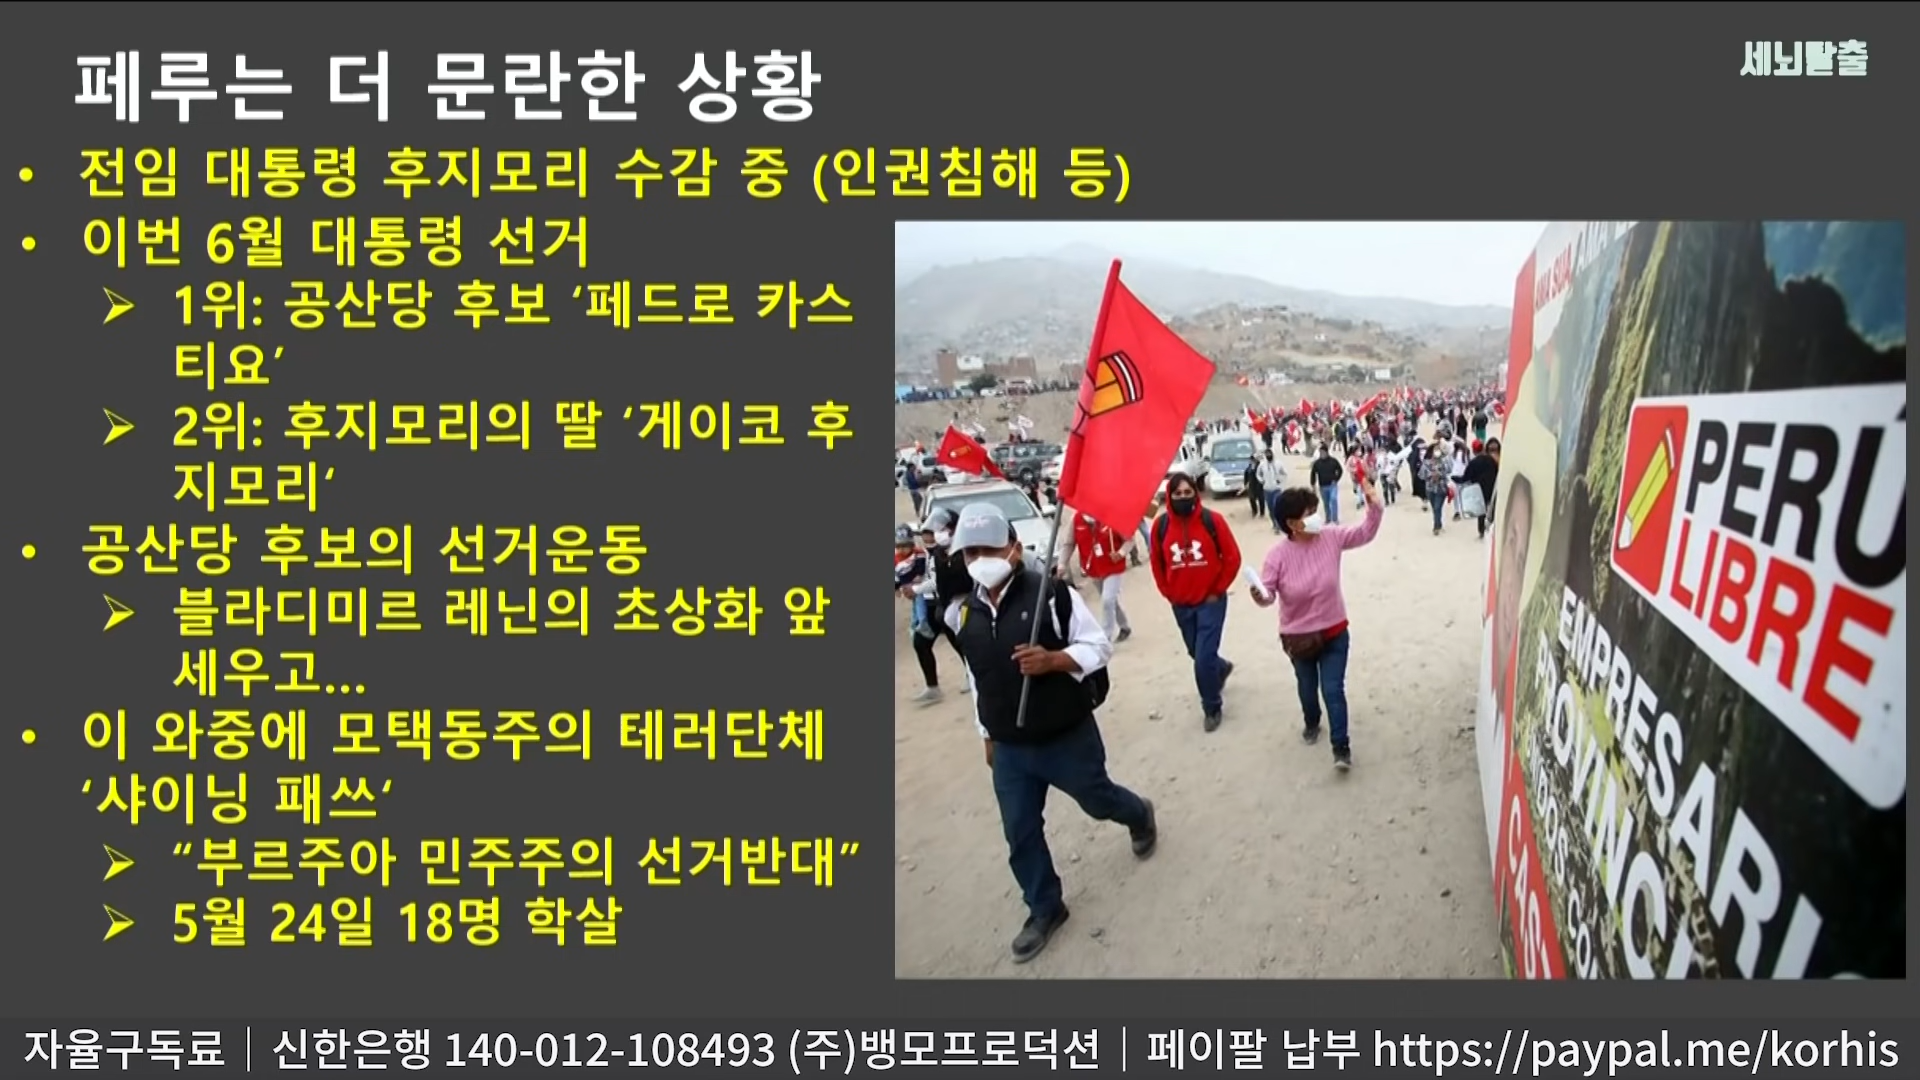 페루는 더 문란한 상황
세뇌탈출
• 전임 대통령 후지모리 수감 중 (인권침해 등)
• 이번 6월 대통령 선거
➢ 1위: 공산당 후보 ‘페드로 카스
티요’
➢ 2위: 후지모리의 딸 ‘게이코 후
지모리‘
• 공산당 후보의 선거운동
➢ 블라디미르 레닌의 초상화 앞
세우고...
• 이 와중에 모택동주의 테러단체
‘샤이닝 패쓰‘
➢ “부르주아 민주주의 선거반대”
➢ 5월 24일 18명 학살
PERÚ
LIBRE
EMPRESARI
PROVINCI
자율구독료｜신한은행 140-012-108493 (주)뱅모프로덕션｜페이팔 납부 https://paypal.me/korhis